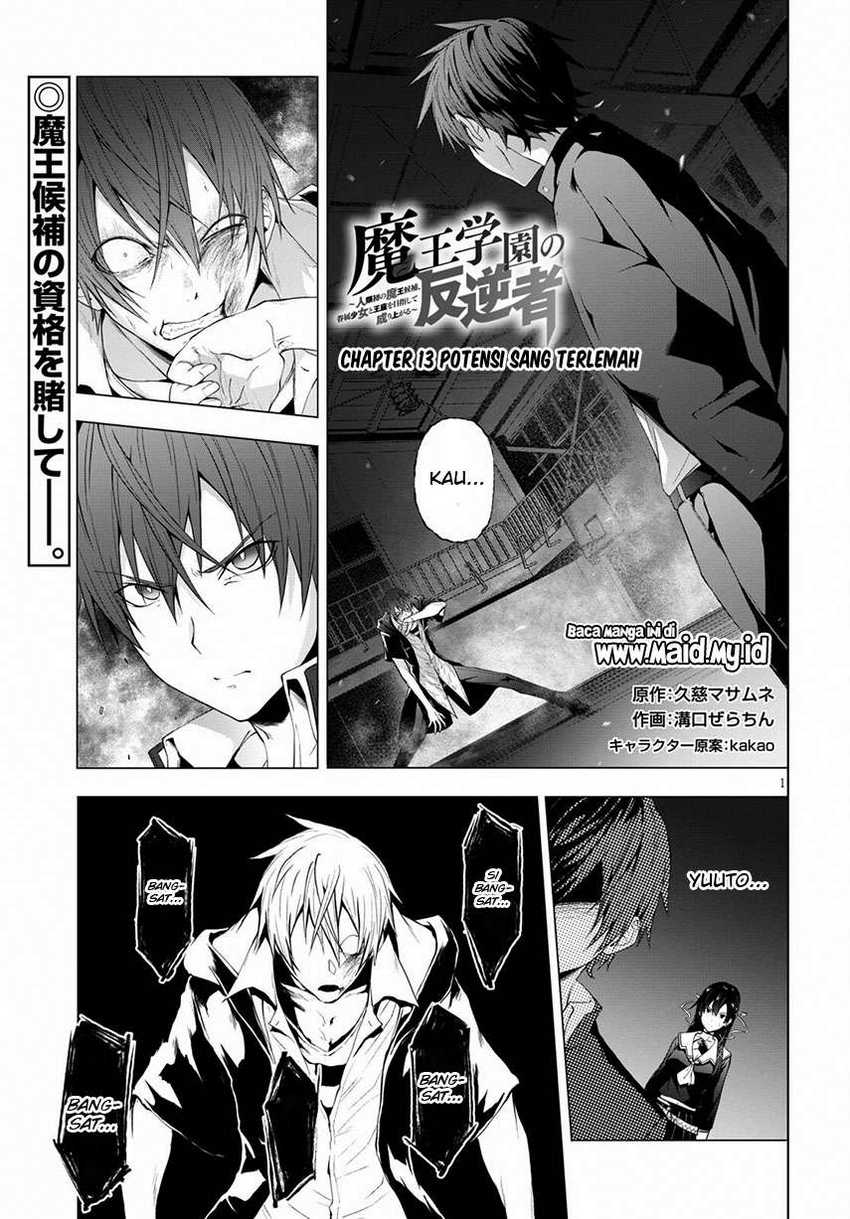 ◎魔王候補の資格を賭して――。
魔王学園の
反逆者
～人類初の魔王候補、
眷属少女と王座を目指して
成り上がる～
CHAPTER 13 POTENSI SANG TERLEMAH
KAU...
BACA MANGA INI DI
WWW.MAID.MY.ID
原作：久慈マサムネ
作画：溝口ぜらちん
キャラクター原案：kakao
1
YUUTO...
SI
BANG-
SAT...
BANG-
SAT...
BANG-
SAT...
BANG-
SAT...